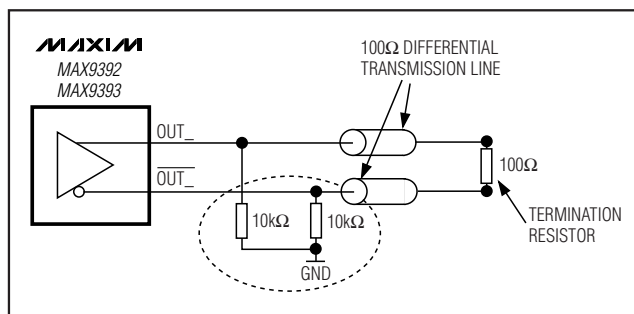 MAXIM
MAX9392
MAX9393
100Ω DIFFERENTIAL
TRANSMISSION LINE
OUT_
OUT_
100Ω
10kΩ
10kΩ
GND
TERMINATION
RESISTOR